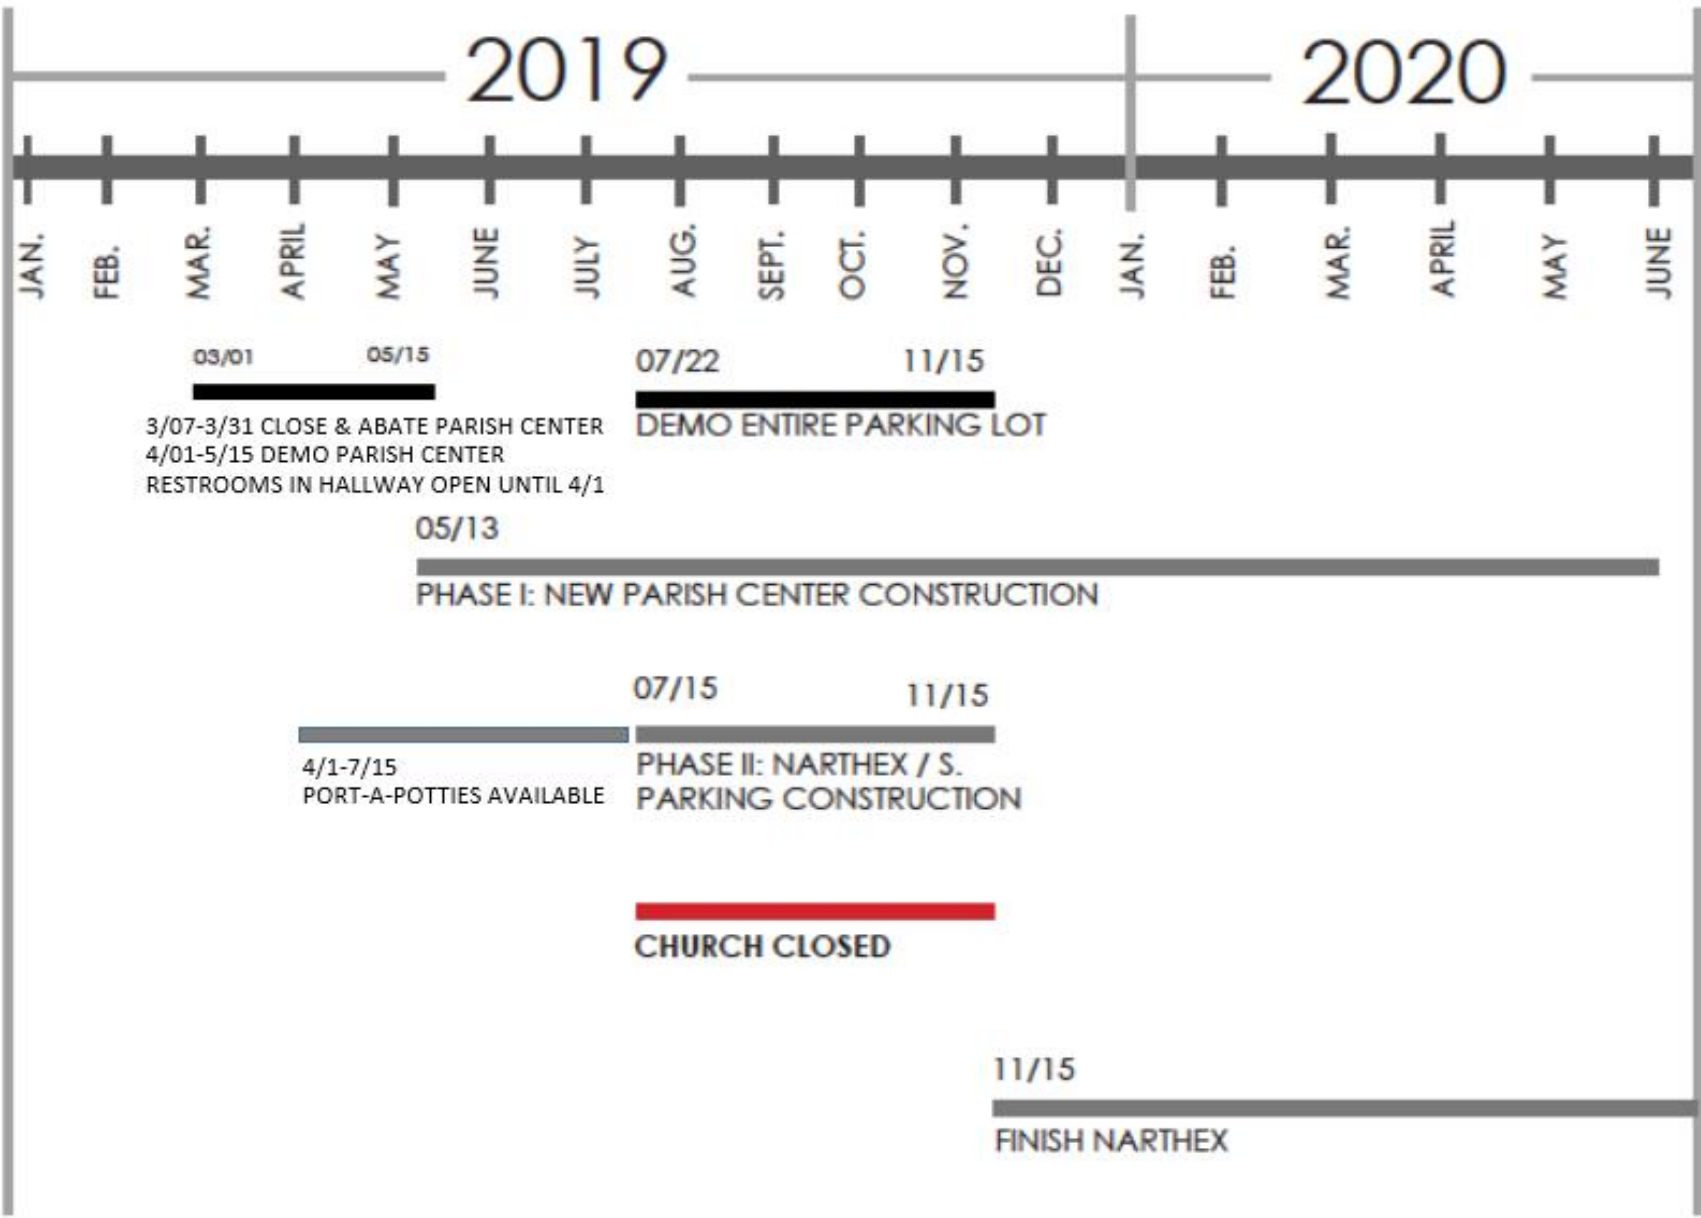 2019
2020
JAN.
FEB.
MAR.
APRIL
MAY
JUNE
JULY
AUG.
SEPT.
OCT.
NOV.
DEC.
JAN.
FEB.
MAR.
APRIL
MAY
JUNE
03/01
05/15
3/07-3/31 CLOSE & ABATE PARISH CENTER
4/01-5/15 DEMO PARISH CENTER
RESTROOMS IN HALLWAY OPEN UNTIL 4/1
07/22
11/15
DEMO ENTIRE PARKING LOT
05/13
PHASE I: NEW PARISH CENTER CONSTRUCTION
4/1-7/15
PORT-A-POTTIES AVAILABLE
07/15
11/15
PHASE II: NARTHEX / S.
PARKING CONSTRUCTION
CHURCH CLOSED
11/15
FINISH NARTHEX